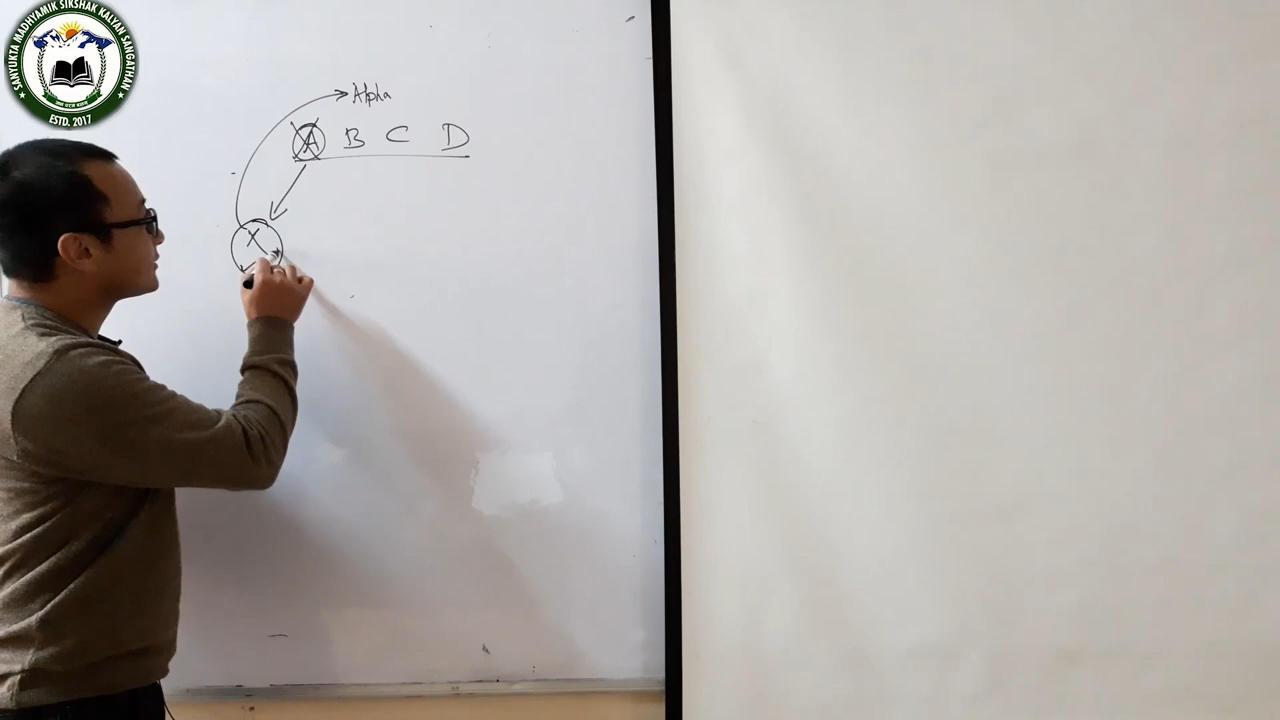 SANYUKTA MADHYAMIK SIKSHAK KALYAN SANGATHAN
ESTD. 2017
Alpha
A B C D
X